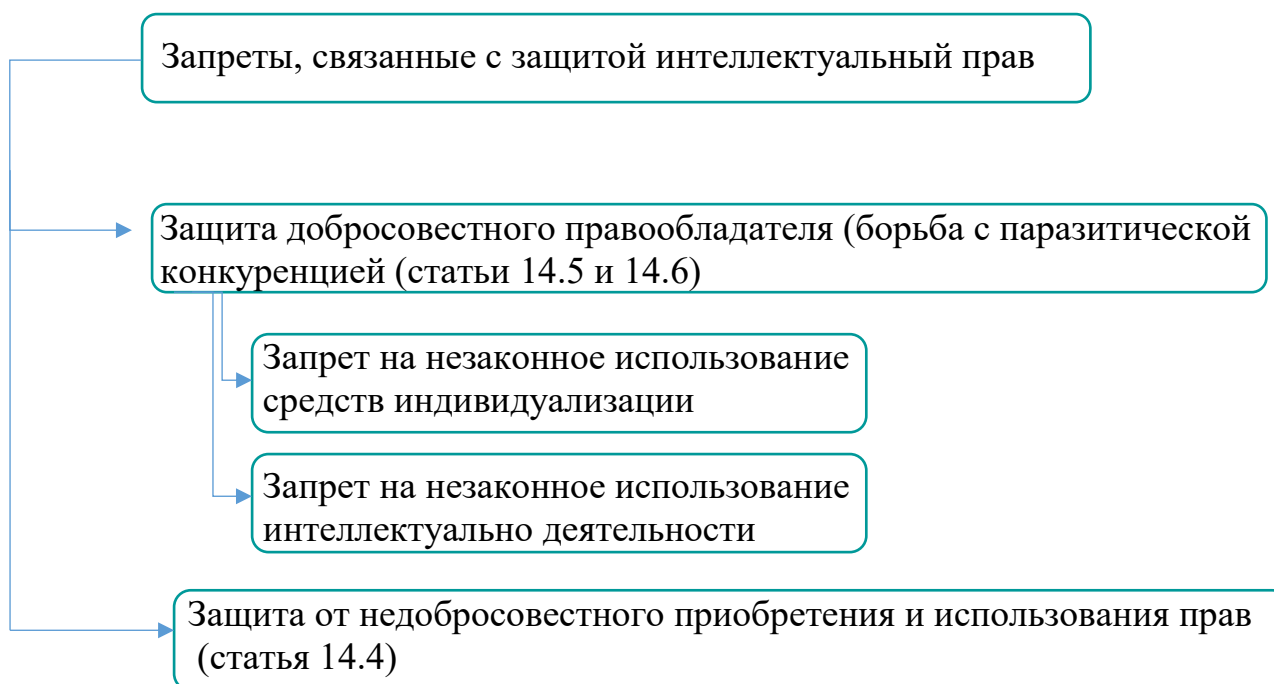 Запреты, связанные с защитой интеллектуальный прав
Защита добросовестного правообладателя (борьба с паразитической
конкуренцией (статьи 14.5 и 14.6)
Запрет на незаконное использование
средств индивидуализации
Запрет на незаконное использование
интеллектуально деятельности
Защита от недобросовестного приобретения и использования прав
(статья 14.4)